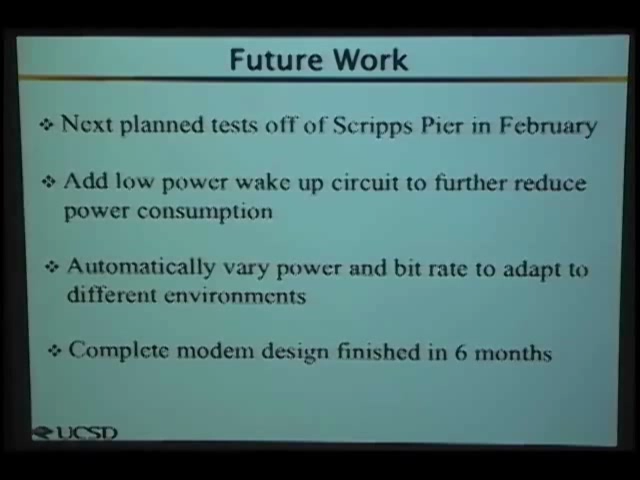 Future Work
❖ Next planned tests off of Scripps Pier in February
❖ Add low power wake up circuit to further reduce
power consumption
❖ Automatically vary power and bit rate to adapt to
different environments
❖ Complete modem design finished in 6 months
UCSD